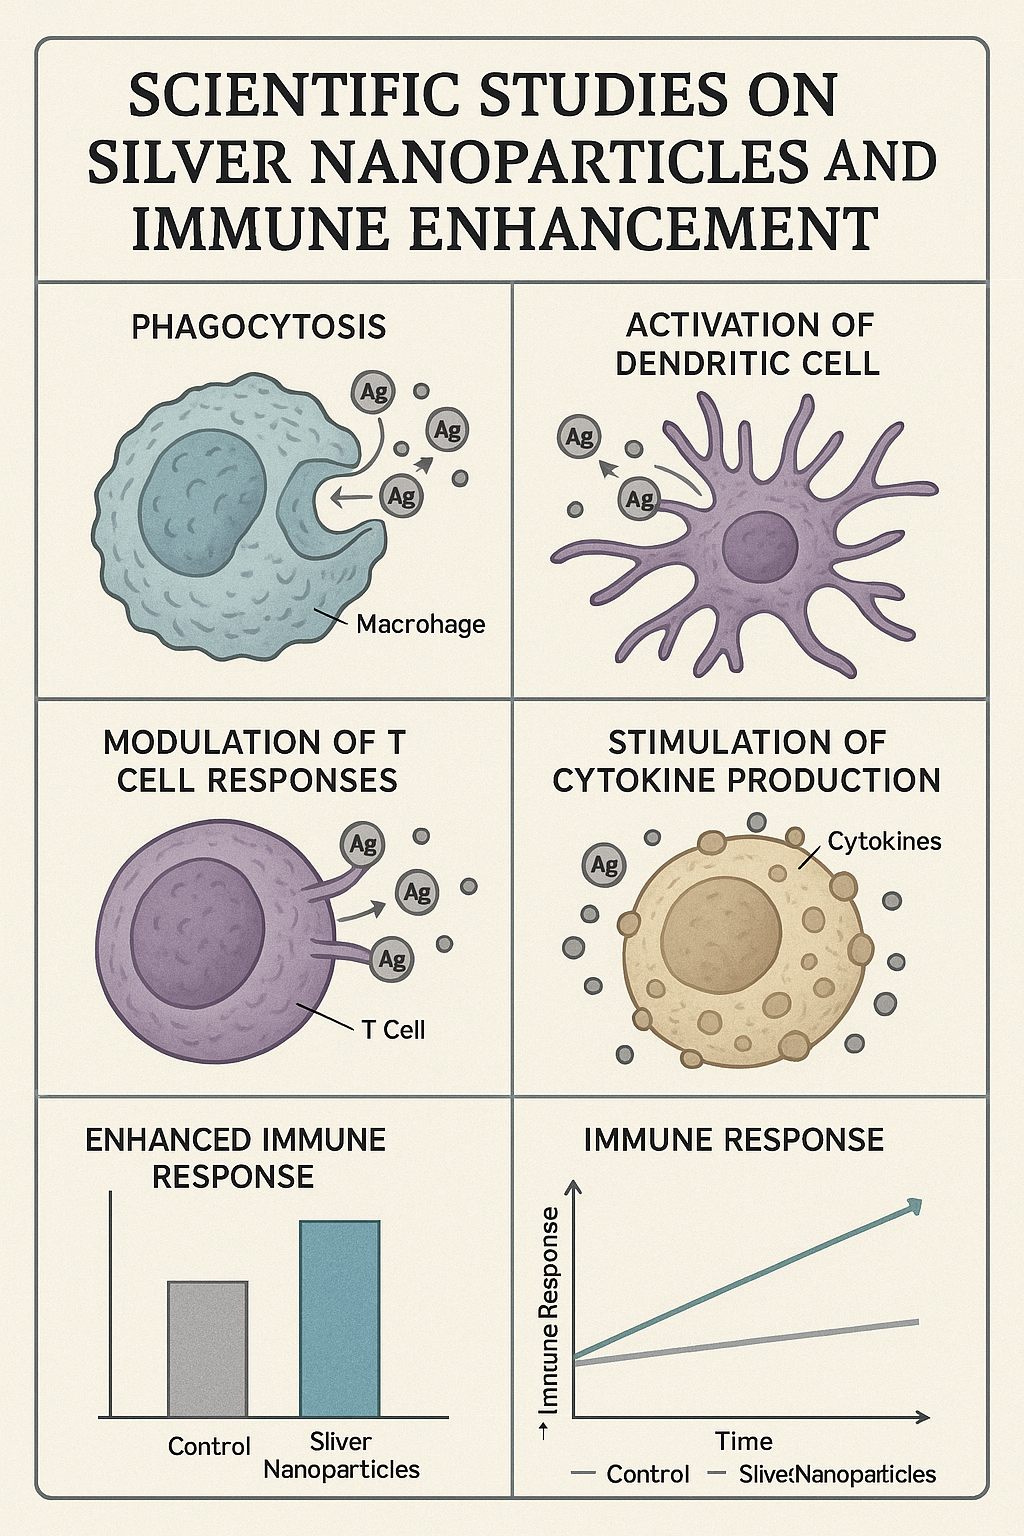 SCIENTIFIC STUDIES ON
SILVER NANOPARTICLES AND
IMMUNE ENHANCEMENT
PHAGOCYTOSIS
Ag
Ag
Ag
Macrohage
ACTIVATION OF
DENDRITIC CELL
Ag
Ag
MODULATION OF T
CELL RESPONSES
Ag
Ag
Ag
T Cell
STIMULATION OF
CYTOKINE PRODUCTION
Ag
Cytokines
ENHANCED IMMUNE
RESPONSE
Control
Sliver
Nanoparticles
IMMUNE RESPONSE
Response
Time
Control
Nanoparticles